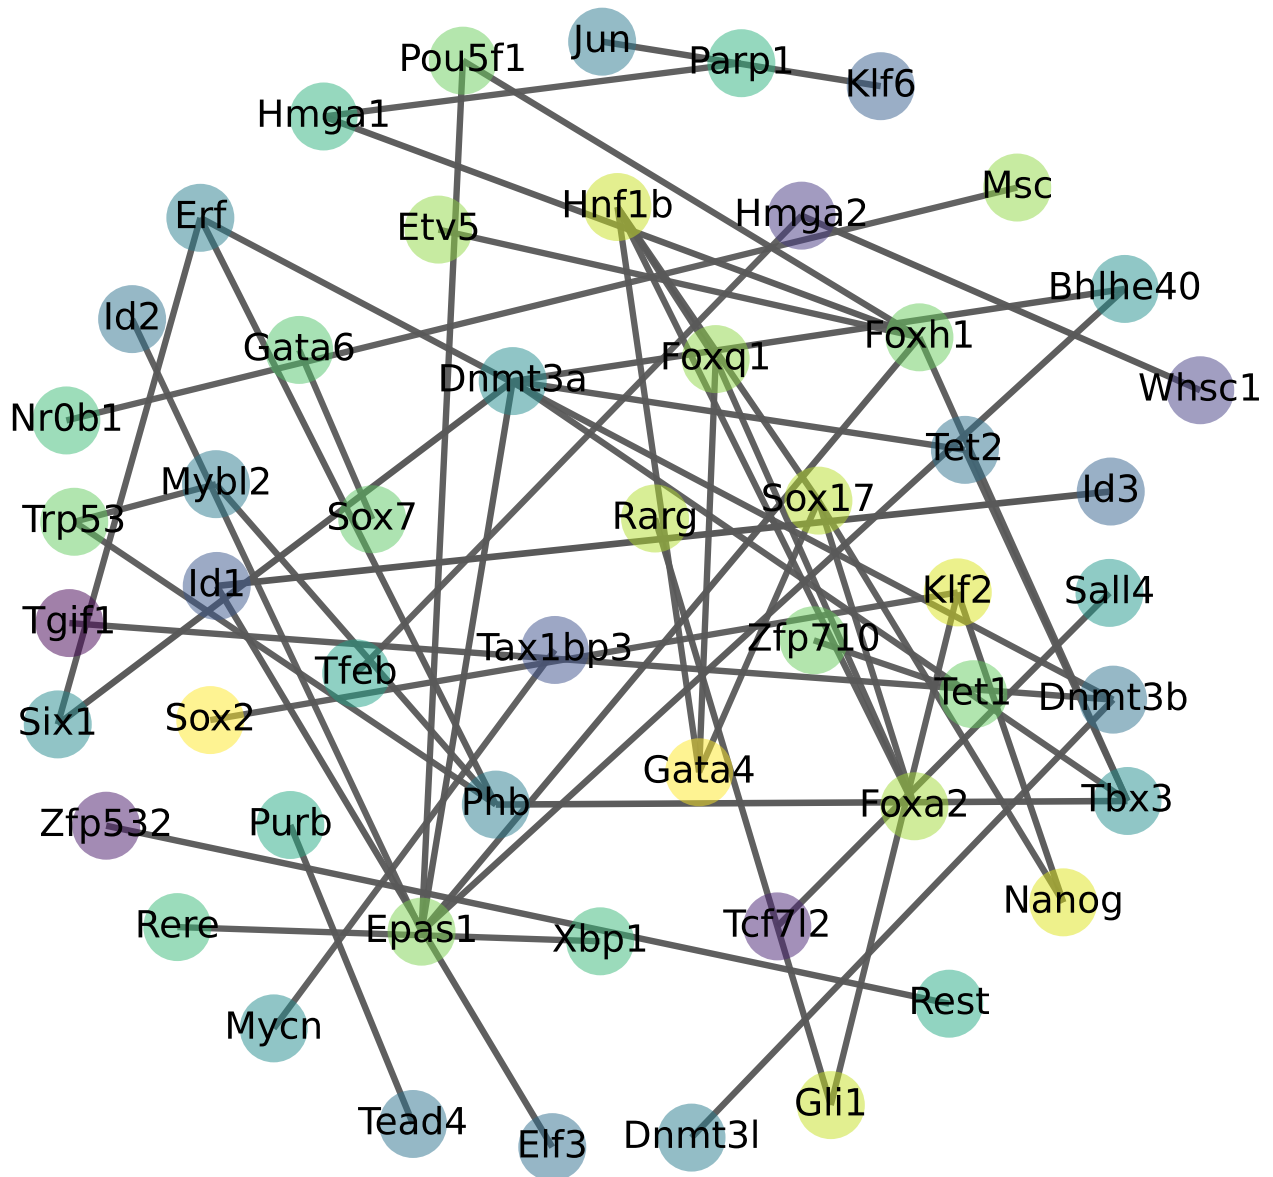 Jun
Pou5f1
Parp1
Klf6
Hmga1
Msc
Hnf1b
Hmga2
Erf
Etv5
Bhlhe40
Id2
Foxh1
Gata6
Foxq1
Dnmt3a
Whsc1
Nr0b1
Tet2
Mybl2
Id3
Sox17
Trp53
Sox7
Rarg
Id1
Klf2
Sall4
Tgif1
Zfp710
Tax1bp3
Tfeb
Tet1
Dnmt3b
Six1
Sox2
Gata4
Phb
Foxa2
Tbx3
Zfp532
Purb
Nanog
Rere
Epas1
Xbp1
Tcf7l2
Rest
Mycn
Gli1
Tead4
Elf3
Dnmt3l